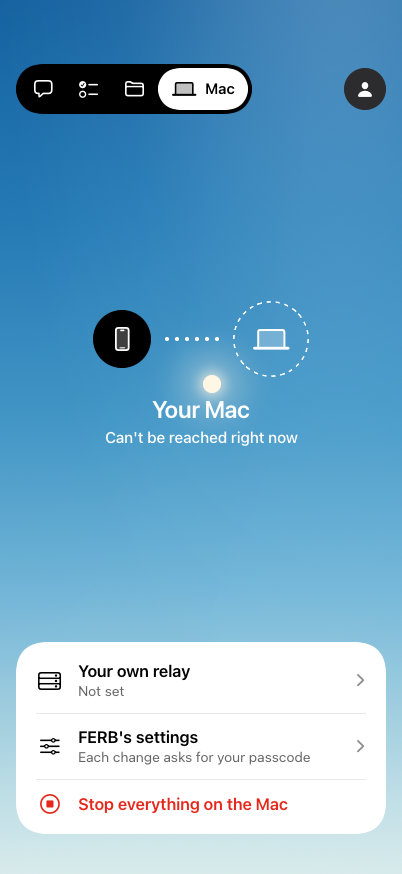 Mac
Your Mac
Can't be reached right now
Your own relay
Not set
FERB's settings
Each change asks for your passcode
Stop everything on the Mac